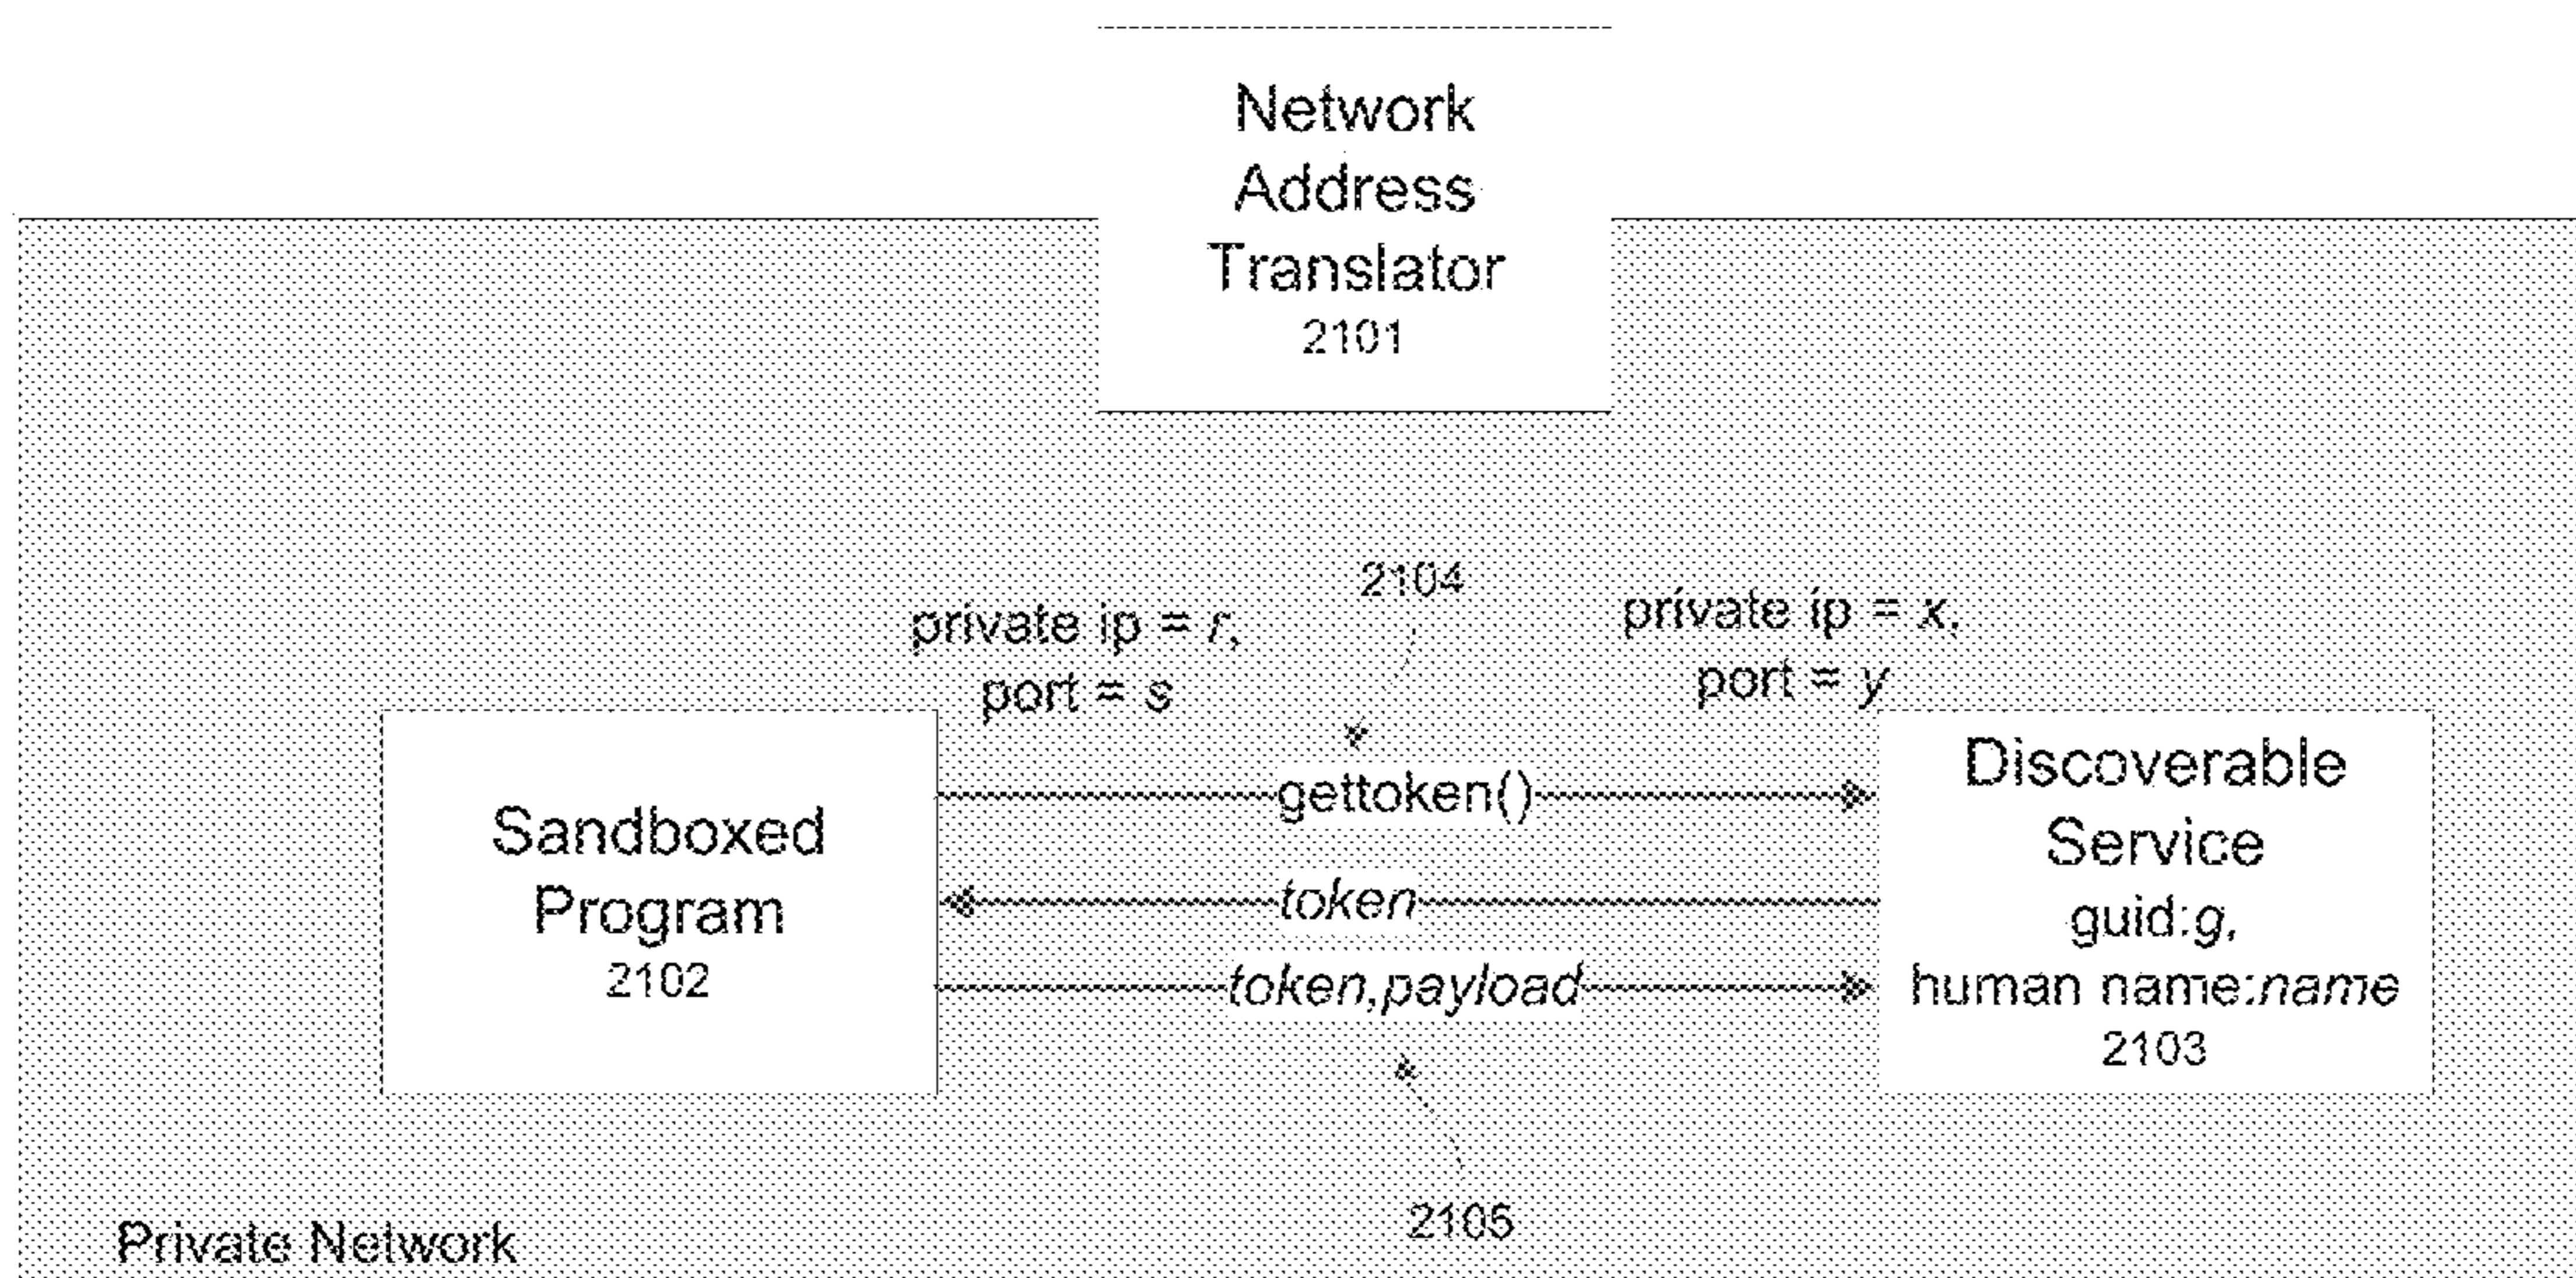 Network
Address
Translator
2101
2104
private ip = r,
port = s
private ip = x,
port = y
gettoken()
Sandboxed
Program
2102
token
token,payload
Discoverable
Service
guid:g,
human name:name
2103
2105
Private Network